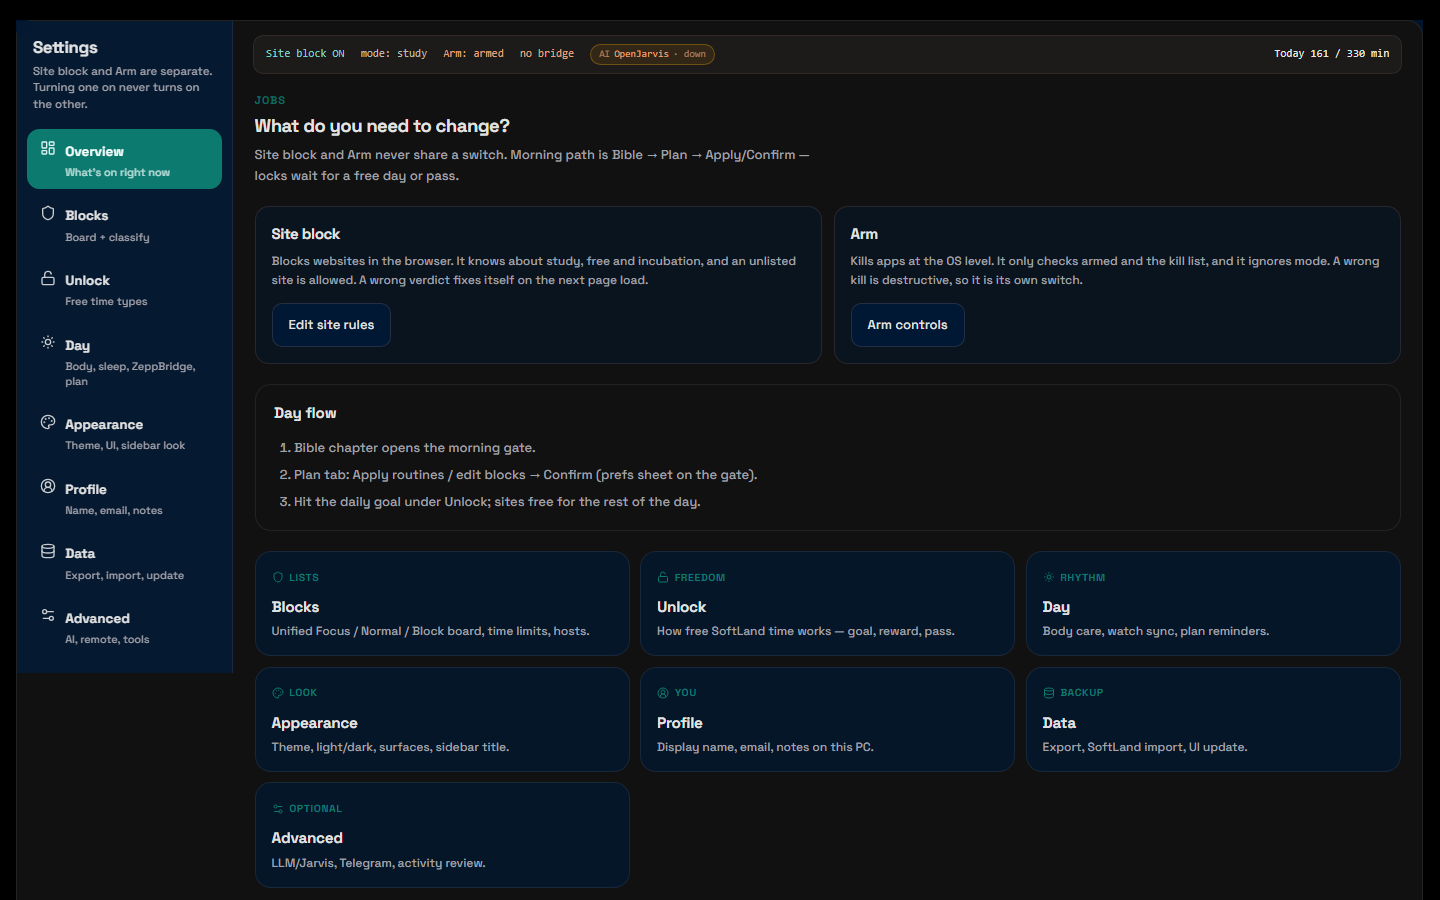 Settings
Site block and Arm are separate.
Turning one on never turns on
the other.
Overview
What's on right now
Blocks
Board + classify
Unlock
Free time types
Day
Body, sleep, ZeppBridge,
plan
Appearance
Theme, UI, sidebar look
Profile
Name, email, notes
Data
Export, import, update
Advanced
AI, remote, tools
Site block ON mode: study Arm: armed no bridge AI OpenJarvis · down Today 161 / 330 min
JOBS
What do you need to change?
Site block and Arm never share a switch. Morning path is Bible → Plan → Apply/Confirm —
locks wait for a free day or pass.
Site block
Blocks websites in the browser. It knows about study, free and incubation, and an unlisted
site is allowed. A wrong verdict fixes itself on the next page load.
Edit site rules
Arm
Kills apps at the OS level. It only checks armed and the kill list, and it ignores mode. A wrong
kill is destructive, so it is its own switch.
Arm controls
Day flow
1. Bible chapter opens the morning gate.
2. Plan tab: Apply routines / edit blocks → Confirm (prefs sheet on the gate).
3. Hit the daily goal under Unlock; sites free for the rest of the day.
LISTS
Blocks
Unified Focus / Normal / Block board, time limits, hosts.
FREEDOM
Unlock
How free SoftLand time works — goal, reward, pass.
RHYTHM
Day
Body care, watch sync, plan reminders.
LOOK
Appearance
Theme, light/dark, surfaces, sidebar title.
YOU
Profile
Display name, email, notes on this PC.
BACKUP
Data
Export, SoftLand import, UI update.
OPTIONAL
Advanced
LLM/Jarvis, Telegram, activity review.